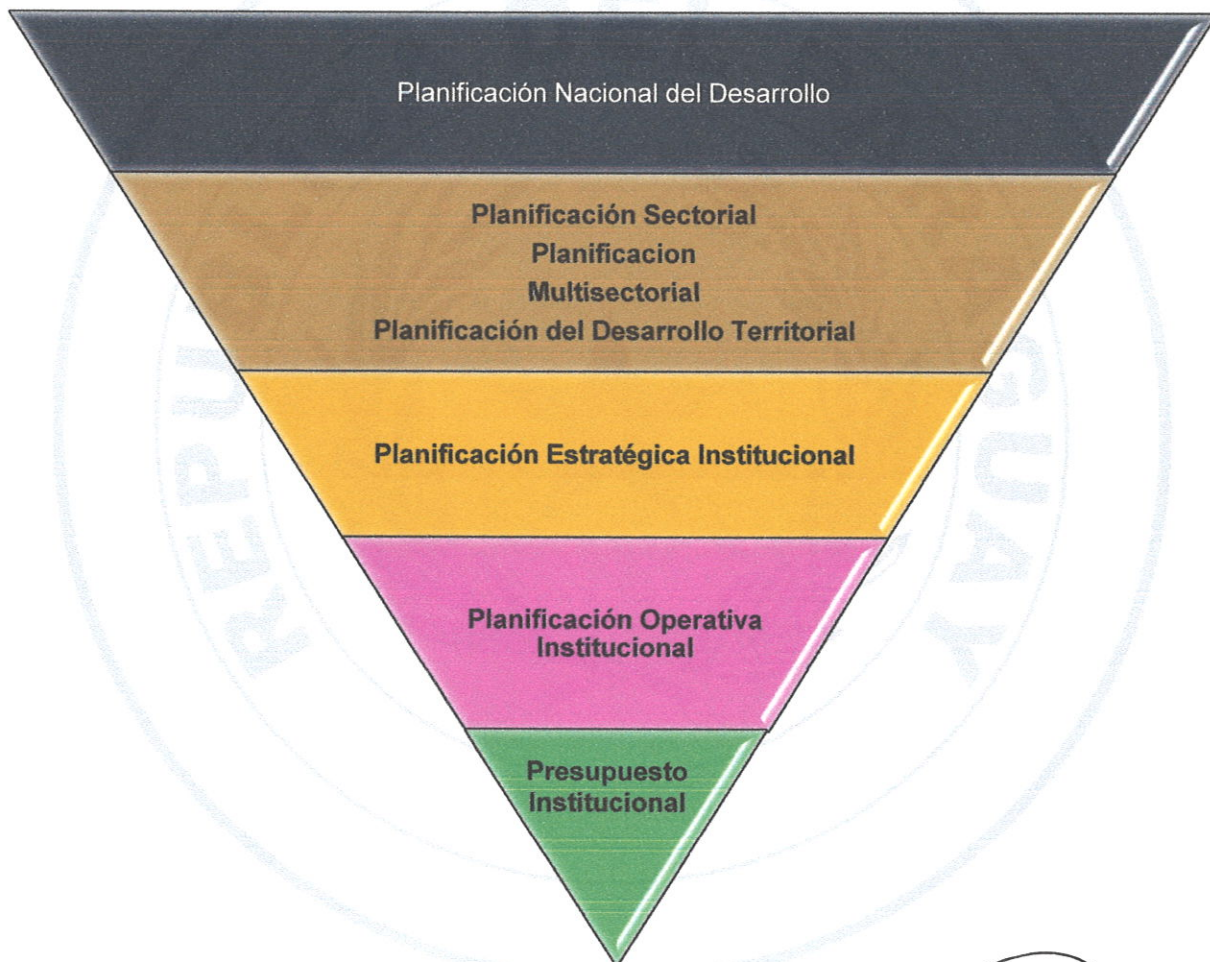 Planificación Nacional del Desarrollo
Planificación Sectorial
Planificacion
Multisectorial
Planificación del Desarrollo Territorial
Planificación Estratégica Institucional
Planificación Operativa
Institucional
Presupuesto
Institucional